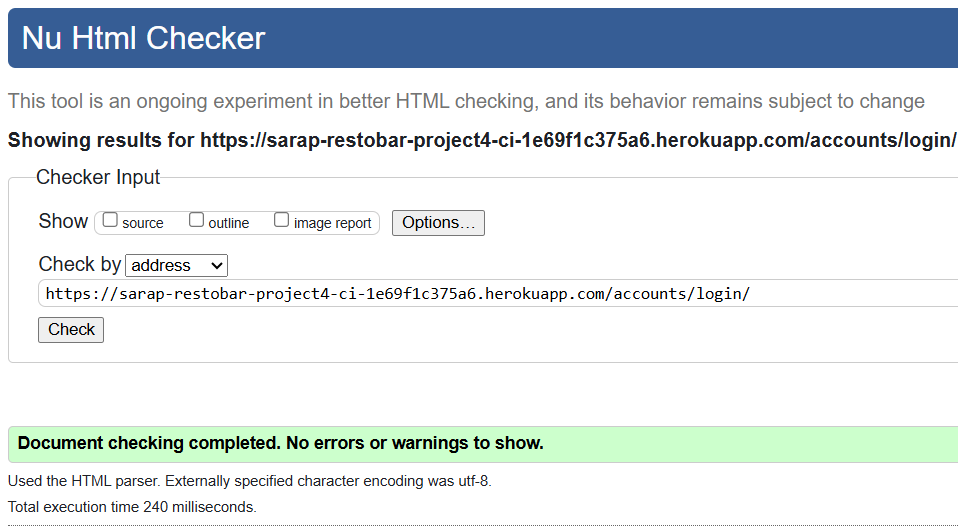 Nu Html Checker
This tool is an ongoing experiment in better HTML checking, and its behavior remains subject to change
Showing results for https://sarap-restobar-project4-ci-1e69f1c375a6.herokuapp.com/accounts/login/
Checker Input
Show source outline image report Options…
Check by address
https://sarap-restobar-project4-ci-1e69f1c375a6.herokuapp.com/accounts/login/
Check
Document checking completed. No errors or warnings to show.
Used the HTML parser. Externally specified character encoding was utf-8.
Total execution time 240 milliseconds.